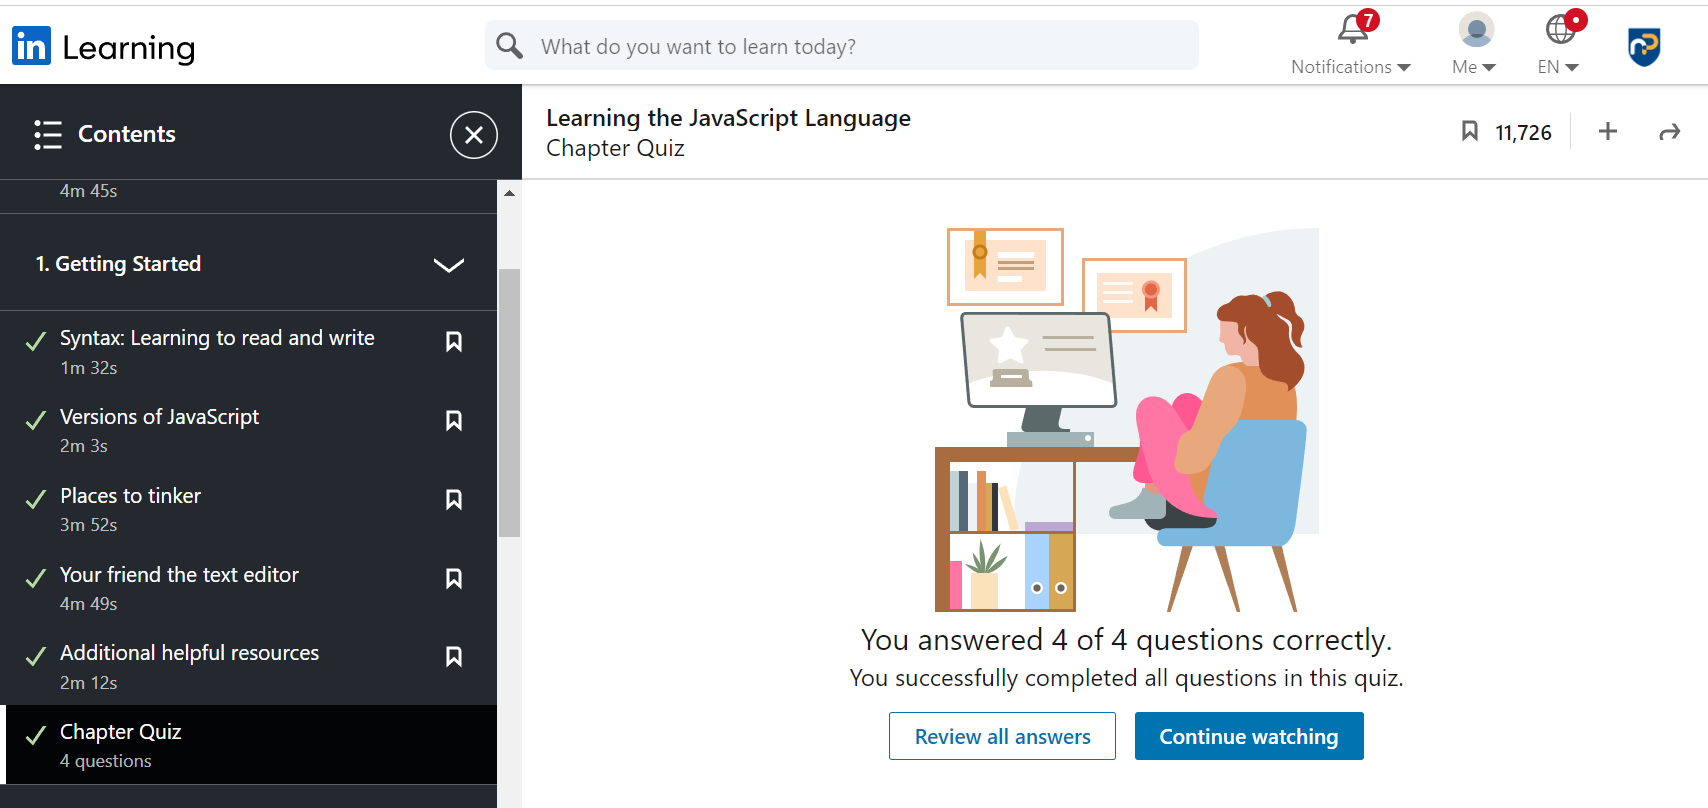 in Learning
What do you want to learn today?
7
Notifications
Me
EN
Contents
Learning the JavaScript Language
Chapter Quiz
11,726
4m 45s
1. Getting Started
Syntax: Learning to read and write
1m 32s
Versions of JavaScript
2m 3s
Places to tinker
3m 52s
Your friend the text editor
4m 49s
Additional helpful resources
2m 12s
Chapter Quiz
4 questions
You answered 4 of 4 questions correctly.
You successfully completed all questions in this quiz.
Review all answers
Continue watching